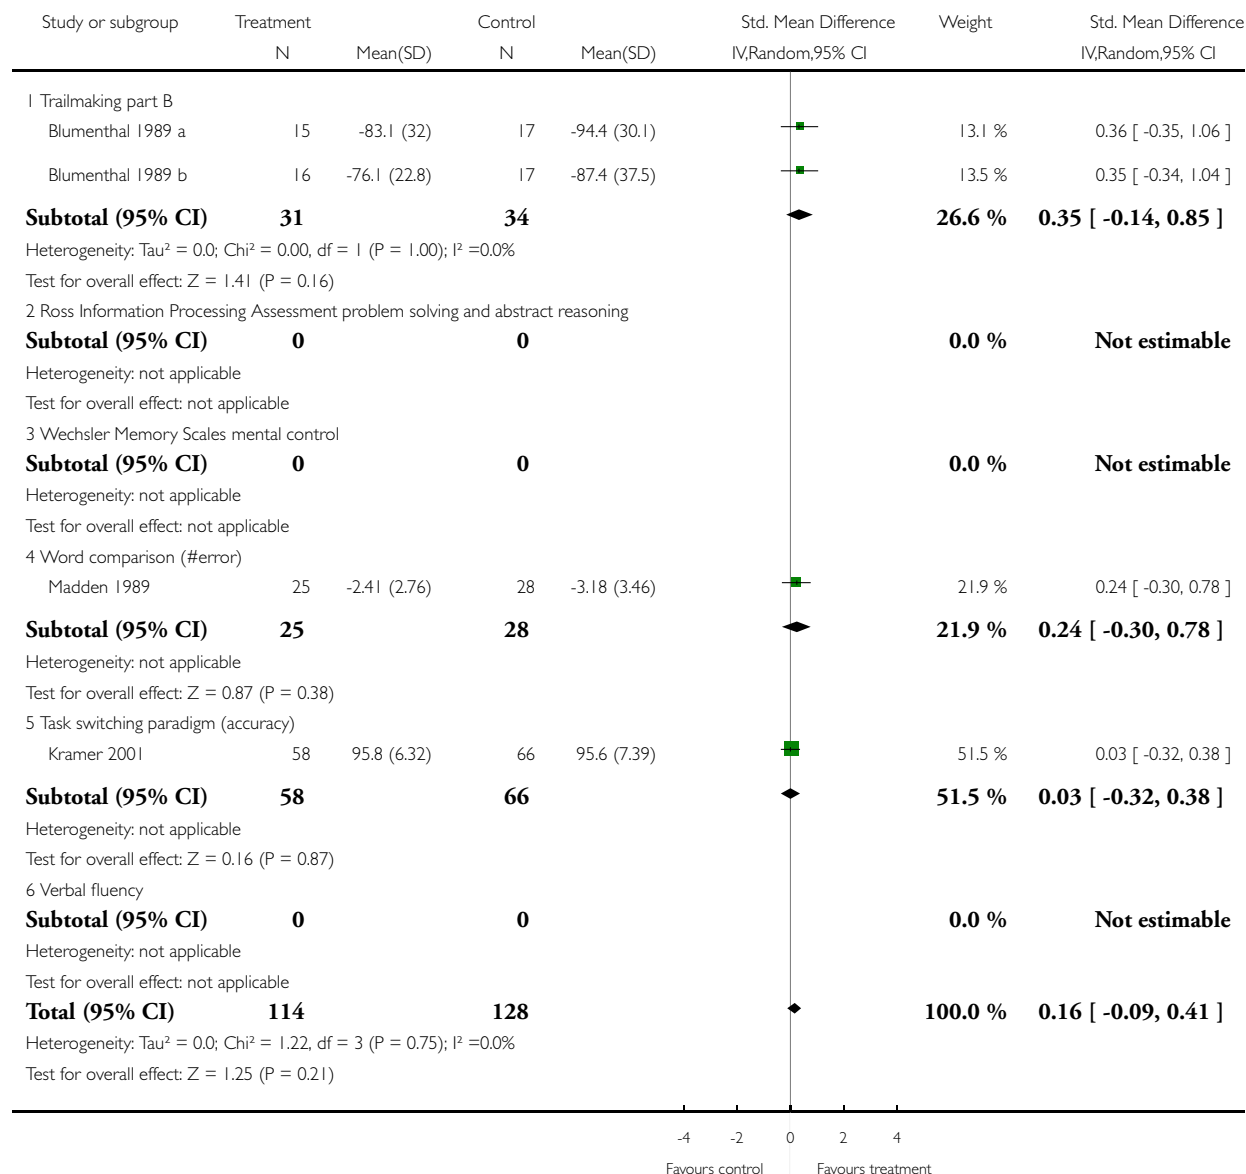 Study or subgroup Treatment Control Std. Mean Difference Weight Std. Mean Difference
N Mean(SD) N Mean(SD) IV,Random,95% CI IV,Random,95% CI
1 Trailmaking part B
Blumenthal 1989 a 15 -83.1 (32) 17 -94.4 (30.1) 13.1 % 0.36 [ -0.35, 1.06 ]
Blumenthal 1989 b 16 -76.1 (22.8) 17 -87.4 (37.5) 13.5 % 0.35 [ -0.34, 1.04 ]
Subtotal (95% CI) 31 34 26.6 % 0.35 [ -0.14, 0.85 ]
Heterogeneity: Tau² = 0.0; Chi² = 0.00, df = 1 (P = 1.00); I² =0.0%
Test for overall effect: Z = 1.41 (P = 0.16)
2 Ross Information Processing Assessment problem solving and abstract reasoning
Subtotal (95% CI) 0 0 0.0 % Not estimable
Heterogeneity: not applicable
Test for overall effect: not applicable
3 Wechsler Memory Scales mental control
Subtotal (95% CI) 0 0 0.0 % Not estimable
Heterogeneity: not applicable
Test for overall effect: not applicable
4 Word comparison (#error)
Madden 1989 25 -2.41 (2.76) 28 -3.18 (3.46) 21.9 % 0.24 [ -0.30, 0.78 ]
Subtotal (95% CI) 25 28 21.9 % 0.24 [ -0.30, 0.78 ]
Heterogeneity: not applicable
Test for overall effect: Z = 0.87 (P = 0.38)
5 Task switching paradigm (accuracy)
Kramer 2001 58 95.8 (6.32) 66 95.6 (7.39) 51.5 % 0.03 [ -0.32, 0.38 ]
Subtotal (95% CI) 58 66 51.5 % 0.03 [ -0.32, 0.38 ]
Heterogeneity: not applicable
Test for overall effect: Z = 0.16 (P = 0.87)
6 Verbal fluency
Subtotal (95% CI) 0 0 0.0 % Not estimable
Heterogeneity: not applicable
Test for overall effect: not applicable
Total (95% CI) 114 128 100.0 % 0.16 [ -0.09, 0.41 ]
Heterogeneity: Tau² = 0.0; Chi² = 1.22, df = 3 (P = 0.75); I² =0.0%
Test for overall effect: Z = 1.25 (P = 0.21)
-4 -2 0 2 4
Favours control Favours treatment